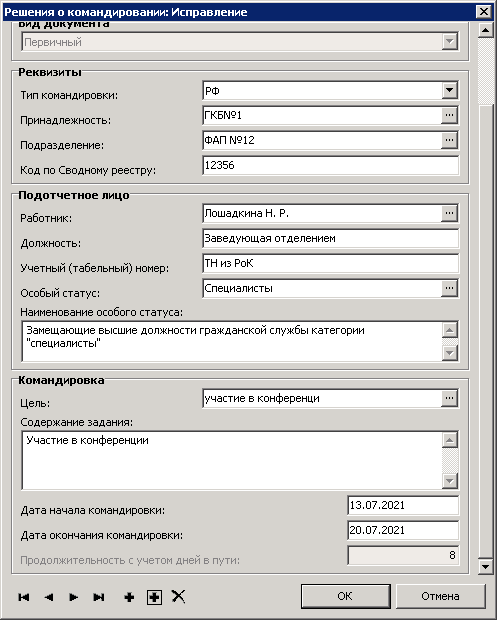 Решения о командировании: Исправление
Вид документа
Первичный
Реквизиты
Тип командировки:
РФ
Принадлежность:
ГКБ№1
Подразделение:
ФАП №12
Код по Сводному реестру:
12356
Подотчетное лицо
Работник:
Лошадкина Н. Р.
Должность:
Заведующая отделением
Учетный (табельный) номер:
ТН из РоК
Особый статус:
Специалисты
Наименование особого статуса:
Замещающие высшие должности гражданской службы категории
"специалисты"
Командировка
Цель:
участие в конференци
Содержание задания:
Участие в конференции
Дата начала командировки:
13.07.2021
Дата окончания командировки:
20.07.2021
Продолжительность с учетом дней в пути:
8
ОК
Отмена